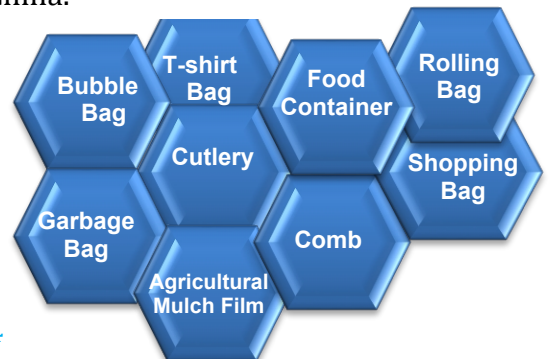 Bubble
Bag
T-shirt
Bag
Food
Container
Rolling
Bag
Cutlery
Shopping
Bag
Garbage
Bag
Comb
Agricultural
Mulch Film